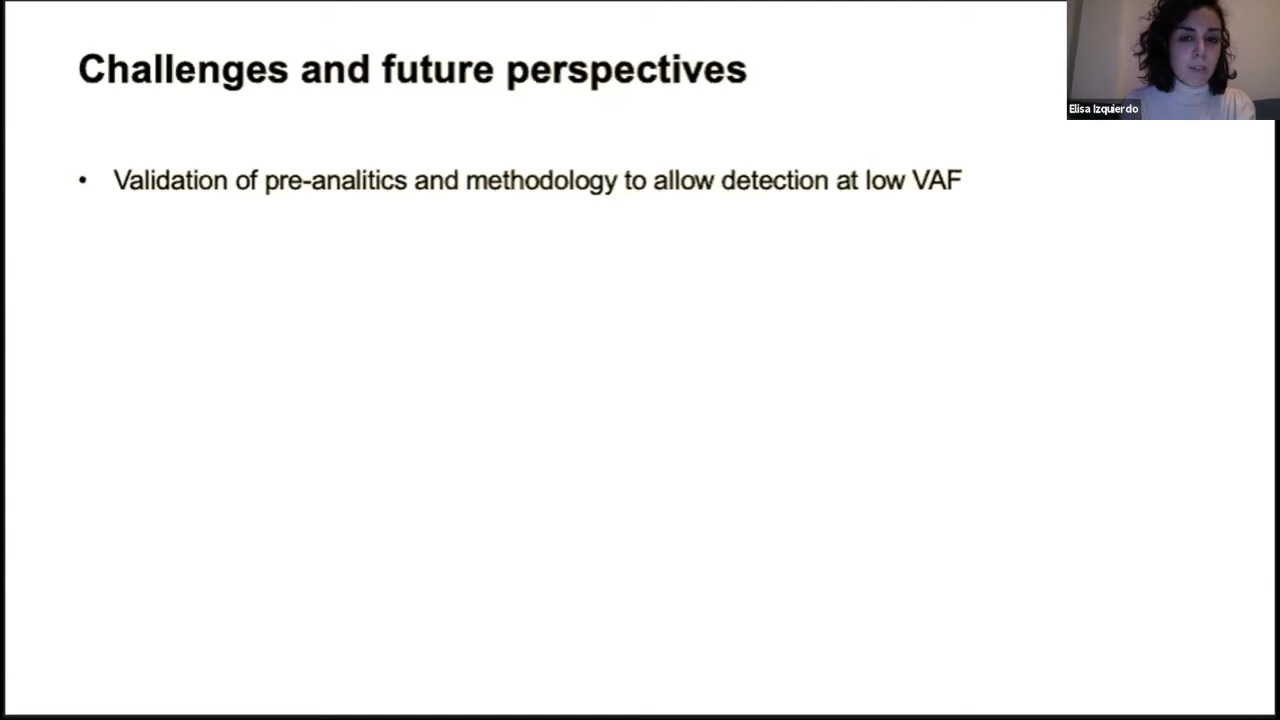 Challenges and future perspectives
Elisa Izquierdo
• Validation of pre-analitics and methodology to allow detection at low VAF